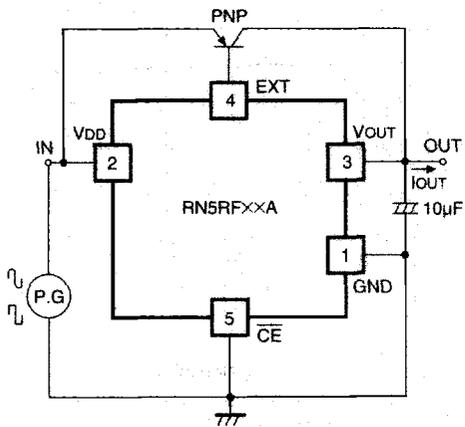 PNP
4
EXT
VDD
VOUT
IN
2
3
OUT
IOUT
RN5RF××A
10μF
1
GND
P.G
5
CE